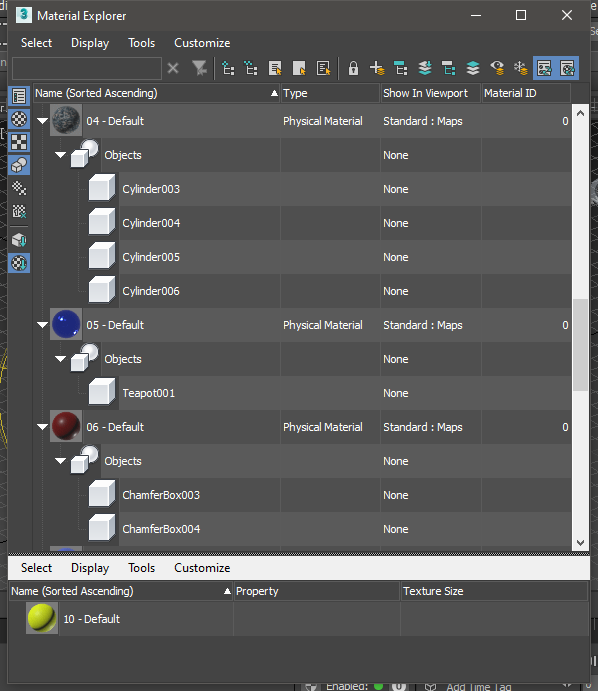 Material Explorer
Select Display Tools Customize
Name (Sorted Ascending) Type Show In Viewport Material ID
04 - Default Physical Material Standard : Maps 0
Objects None
Cylinder003 None
Cylinder004 None
Cylinder005 None
Cylinder006 None
05 - Default Physical Material Standard : Maps 0
Objects None
Teapot001 None
06 - Default Physical Material Standard : Maps 0
Objects None
ChamferBox003 None
ChamferBox004 None
Select Display Tools Customize
Name (Sorted Ascending) Property Texture Size
10 - Default
Enabled: 0 Add Time Tag